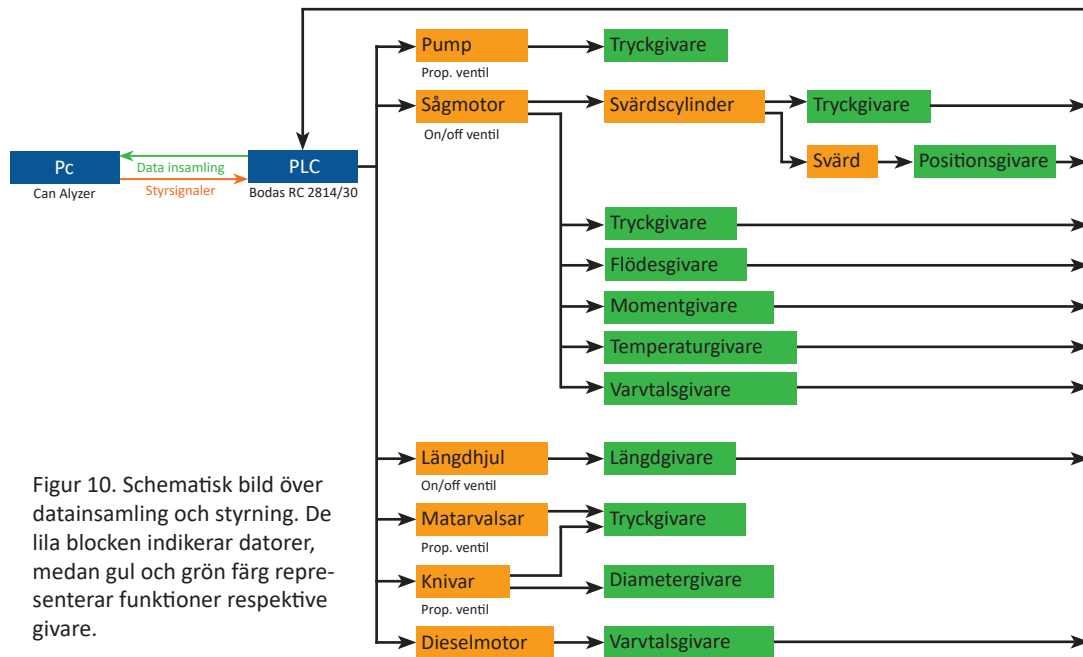 Pump
Tryckgivare
Prop. ventil
Sågmotor
Svärdscylinder
Tryckgivare
On/off ventil
Pc
Data insamling
PLC
Svärd
Positionsgivare
Can Alyzer
Styrsignaler
Bodas RC 2814/30
Tryckgivare
Flödesgivare
Momentgivare
Temperaturgivare
Varvtalsgivare
Längdhjul
Längdgivare
On/off ventil
Matarvalsar
Tryckgivare
Prop. ventil
Knivar
Diametergivare
Prop. ventil
Dieselmotor
Varvtalsgivare
Figur 10. Schematisk bild över
datainsamling och styrning. De
lila blocken indikerar datorer,
medan gul och grön färg repre-
senterar funktioner respektive
givare.